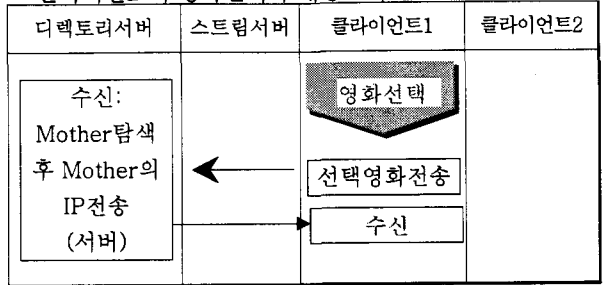 디렉토리서버
스트림서버
클라이언트1
클라이언트2
영화선택
수신:
Mother탐색
후 Mother의
IP전송
(서버)
선택영화전송
수신